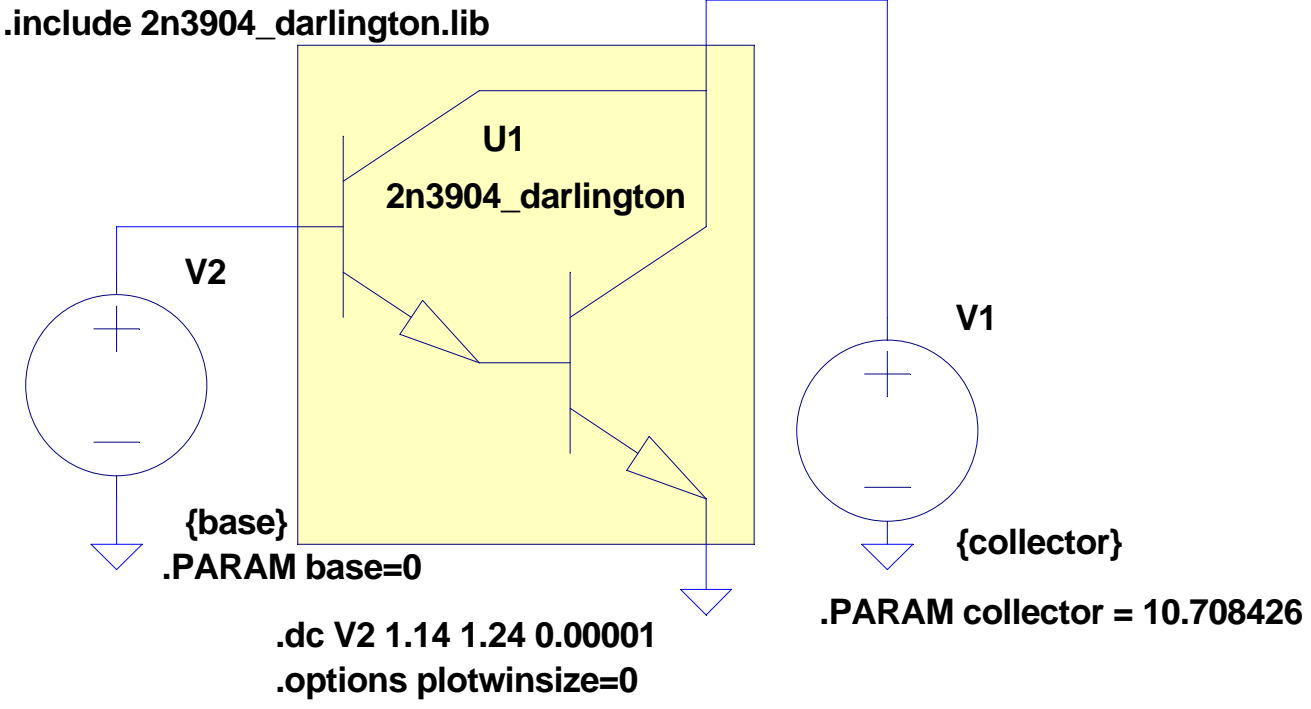 .include 2n3904_darlington.lib
U1
2n3904_darlington
V2
V1
{base}
.PARAM base=0
{collector}
.PARAM collector = 10.708426
.dc V2 1.14 1.24 0.00001
.options plotwinsize=0